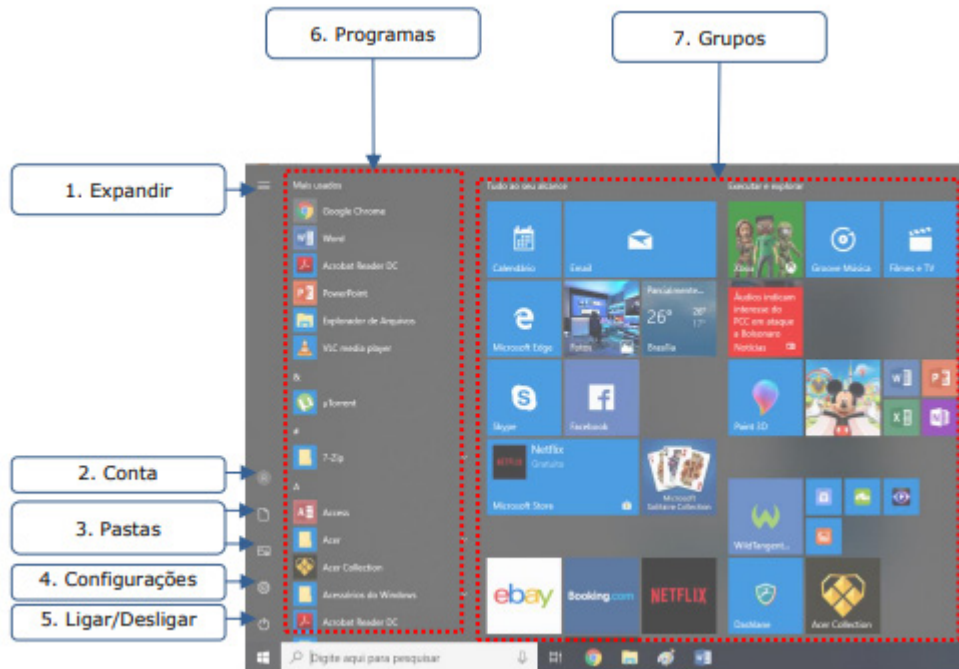 6. Programas
7. Grupos
1. Expandir
2. Conta
3. Pastas
4. Configurações
5. Ligar/Desligar
Mais usados
Google Chrome
Word
Acrobat Reader DC
PowerPoint
Explorador de Arquivos
VLC media player
&
µTorrent
#
7-Zip
A
Access
Acer
Acer Collection
Acessórios do Windows
Acrobat Reader DC
Tudo ao seu alcance
Calendário
Email
Microsoft Edge
Fotos
Parcialmente...
26°
28°
17°
Brasília
Skype
Facebook
Netflix
Gratuito
Microsoft Store
Microsoft
Solitaire Collection
ebay
Booking.com
NETFLIX
Executar e explorar
Xbox
Groove Música
Filmes e TV
Áudios indicam
interesse do
PCC em ataque
a Bolsonaro
Notícias
Paint 3D
WildTangent...
Dashlane
Acer Collection
Digite aqui para pesquisar